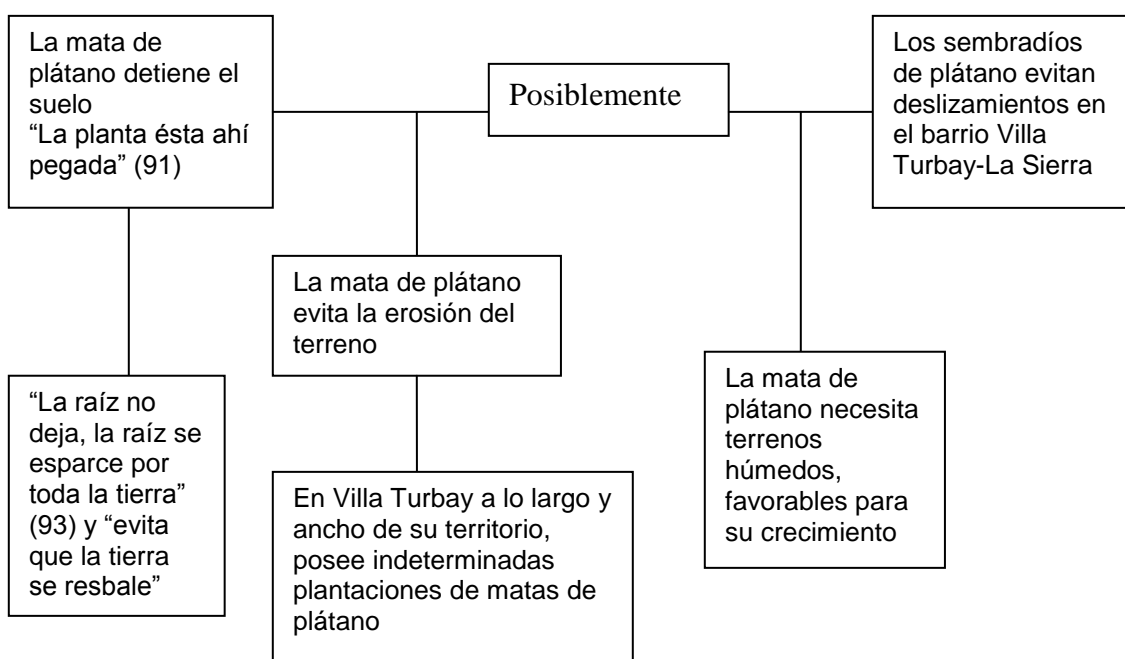 La mata de
plátano detiene el
suelo
“La planta ésta ahí
pegada” (91)
Posiblemente
Los sembradíos
de plátano evitan
deslizamientos en
el barrio Villa
Turbay-La Sierra
La mata de plátano
evita la erosión del
terreno
“La raíz no
deja, la raíz se
esparce por
toda la tierra”
(93) y “evita
que la tierra
se resbale”
En Villa Turbay a lo largo y
ancho de su territorio,
posee indeterminadas
plantaciones de matas de
plátano
La mata de
plátano necesita
terrenos
húmedos,
favorables para
su crecimiento